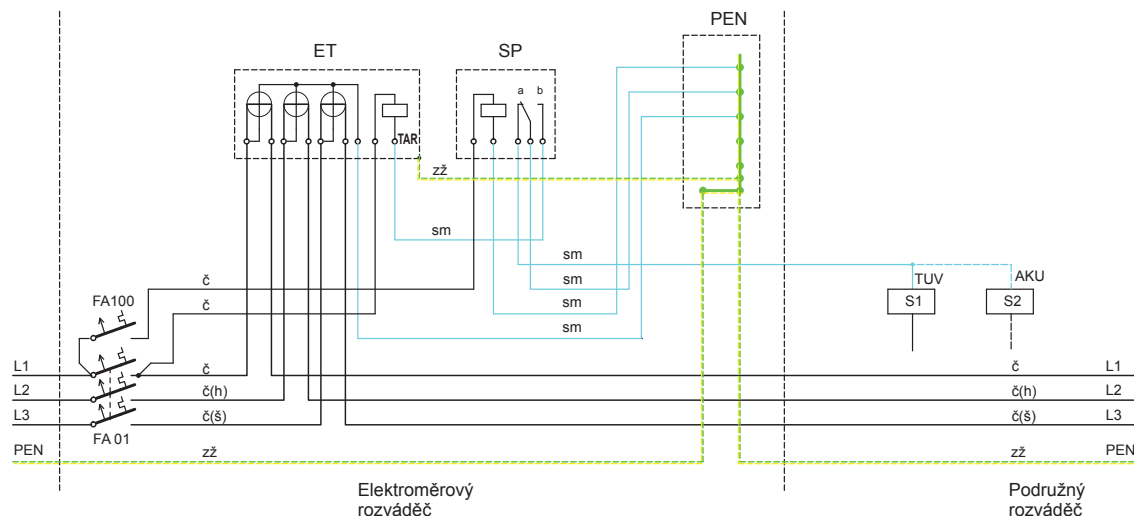 PEN
ET
SP
a
b
TAR
zž
sm
sm
sm
sm
sm
TUV
AKU
S1
S2
č
č
FA100
L1
č
č
L1
L2
č(h)
č(h)
L2
L3
č(š)
č(š)
L3
FA 01
PEN
zž
zž
PEN
Elektroměrový
rozváděč
Podružný
rozváděč